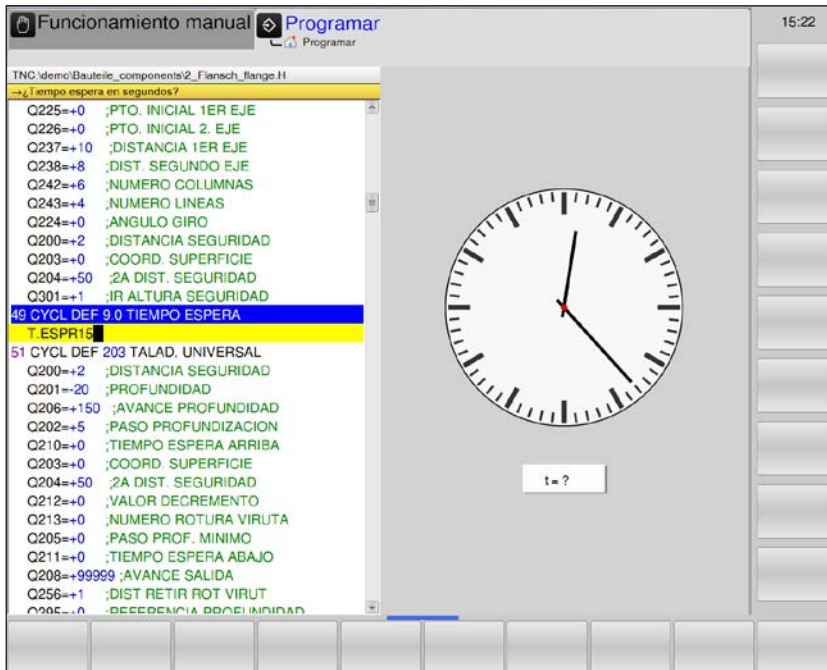 Funcionamiento manual
Programar
Programar
15:22
TNC:\demo\Bauteile_components\2_Flansch_flange.H
→¿Tiempo espera en segundos?
Q225=+0 ;PTO. INICIAL 1ER EJE
Q226=+0 ;PTO. INICIAL 2. EJE
Q237=+10 ;DISTANCIA 1ER EJE
Q238=+8 ;DIST. SEGUNDO EJE
Q242=+6 ;NUMERO COLUMNAS
Q243=+4 ;NUMERO LINEAS
Q224=+0 ;ANGULO GIRO
Q200=+2 ;DISTANCIA SEGURIDAD
Q203=+0 ;COORD. SUPERFICIE
Q204=+50 ;2A DIST. SEGURIDAD
Q301=+1 ;IR ALTURA SEGURIDAD
49 CYCL DEF 9.0 TIEMPO ESPERA
T.ESPR15
51 CYCL DEF 203 TALAD. UNIVERSAL
Q200=+2 ;DISTANCIA SEGURIDAD
Q201=-20 ;PROFUNDIDAD
Q206=+150 ;AVANCE PROFUNDIDAD
Q202=+5 ;PASO PROFUNDIZACION
Q210=+0 ;TIEMPO ESPERA ARRIBA
Q203=+0 ;COORD. SUPERFICIE
Q204=+50 ;2A DIST. SEGURIDAD
Q212=+0 ;VALOR DECREMENTO
Q213=+0 ;NUMERO ROTURA VIRUTA
Q205=+0 ;PASO PROF. MINIMO
Q211=+0 ;TIEMPO ESPERA ABAJO
Q208=+99999 ;AVANCE SALIDA
Q256=+1 ;DIST RETIR ROT VIRUT
Q395=+0 ;REFERENCIA PROFUNDIDAD
t = ?